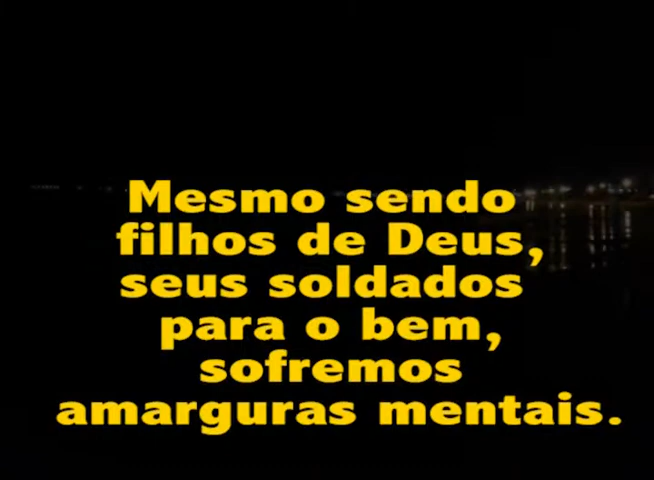 Mesmo sendo
filhos de Deus,
seus soldados
para o bem,
sofremos
amarguras mentais.